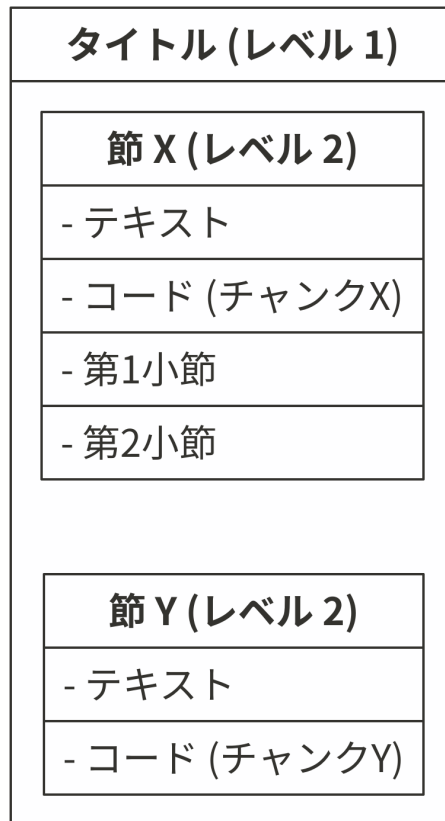 タイトル (レベル 1)
節 X (レベル 2)
- テキスト
- コード (チャンクX)
- 第1小節
- 第2小節
節 Y (レベル 2)
- テキスト
- コード (チャンクY)